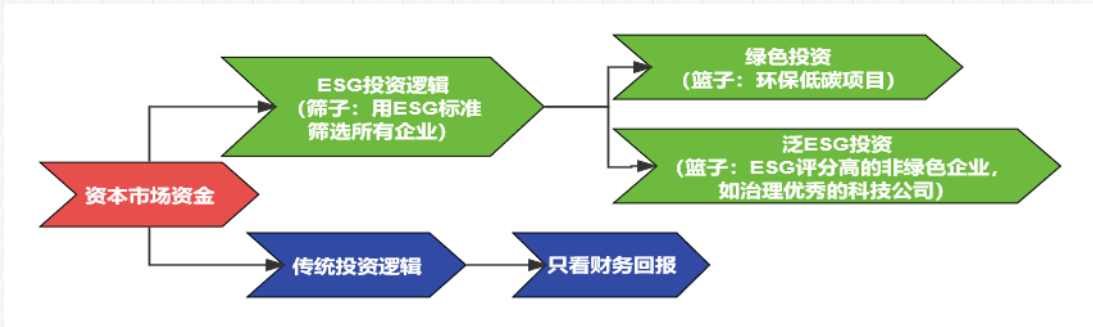 绿色投资
（篮子：环保低碳项目）
ESG投资逻辑
（筛子：用ESG标准
筛选所有企业）
泛ESG投资
（篮子：ESG评分高的非绿色企业，
如治理优秀的科技公司）
资本市场资金
传统投资逻辑
只看财务回报